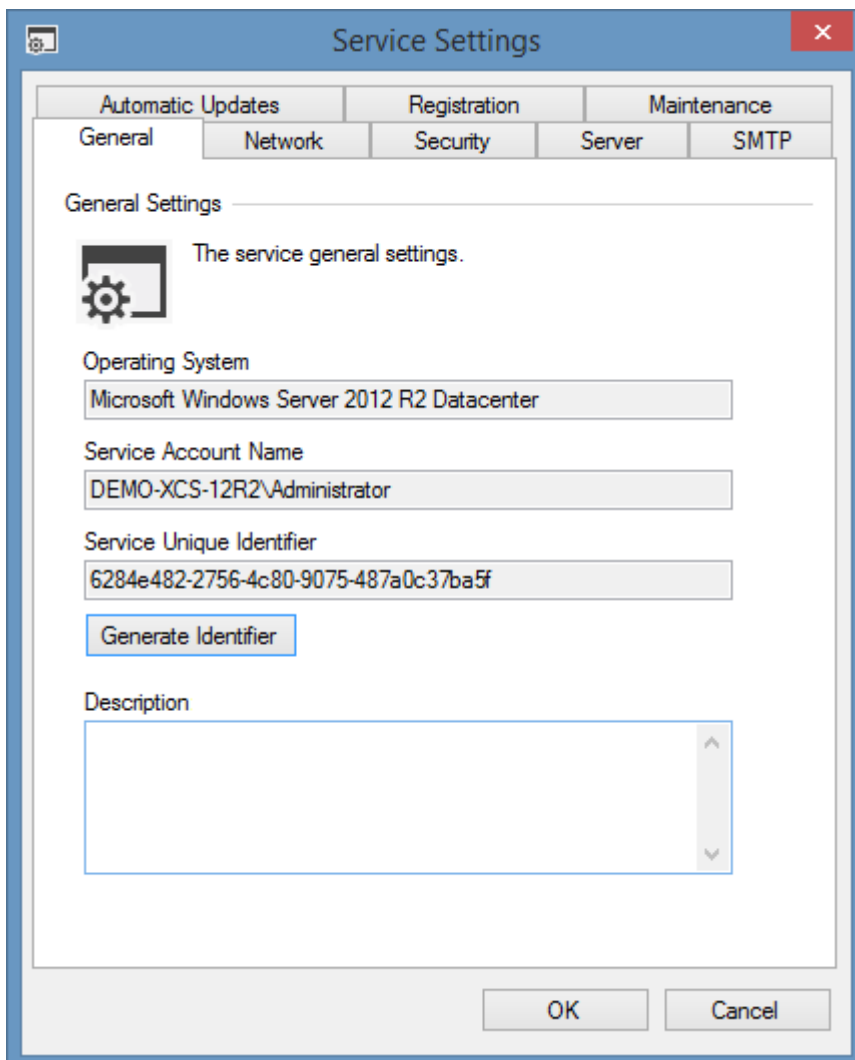 Service Settings
Automatic Updates Registration Maintenance
General Network Security Server SMTP
General Settings
The service general settings.
Operating System
Microsoft Windows Server 2012 R2 Datacenter
Service Account Name
DEMO-XCS-12R2\Administrator
Service Unique Identifier
6284e482-2756-4c80-9075-487a0c37ba5f
Generate Identifier
Description
OK Cancel